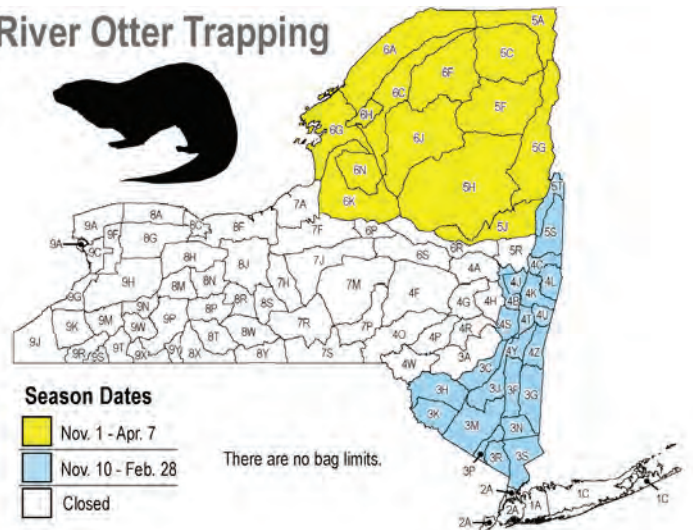 River Otter Trapping
5A
6A
5C
6F
6C
5F
6H
6G
6J
5G
6N
5H
6K
5T
7A
5J
5S
9A
8A
8C
8F
7F
6P
9F
8G
9A
9C
6R
5R
6S
4C
8H
8J
7J
4A
4J
4L
9H
7H
7M
8M
8N
4F
4K
9G
8R
8S
4G
4H
4B
9N
8P
4U
9K
9M
9P
7R
4S
4T
9W
7P
4R
8T
8W
4O
4P
9J
4Y
4Z
9R
9S
9T
9X
9Y
8X
8Y
7S
3A
4W
3C
3H
3J
3F
3G
3K
3M
3N
3P
3R
3S
2A
2A
2A
1A
1C
1C
Season Dates
Nov. 1 - Apr. 7
Nov. 10 - Feb. 28
Closed
There are no bag limits.